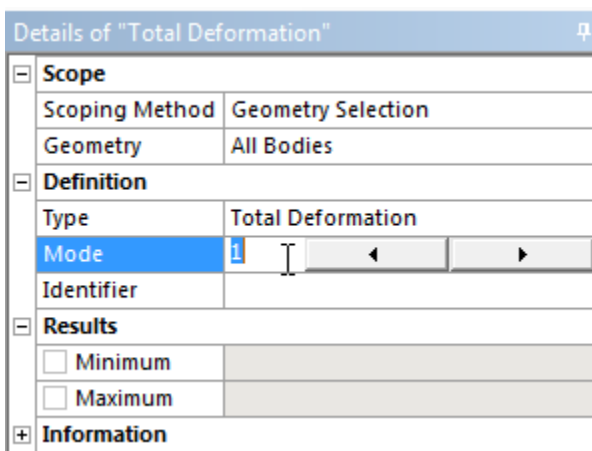 Details of "Total Deformation"
Scope
Scoping Method Geometry Selection
Geometry All Bodies
Definition
Type Total Deformation
Mode 1
Identifier
Results
Minimum
Maximum
Information